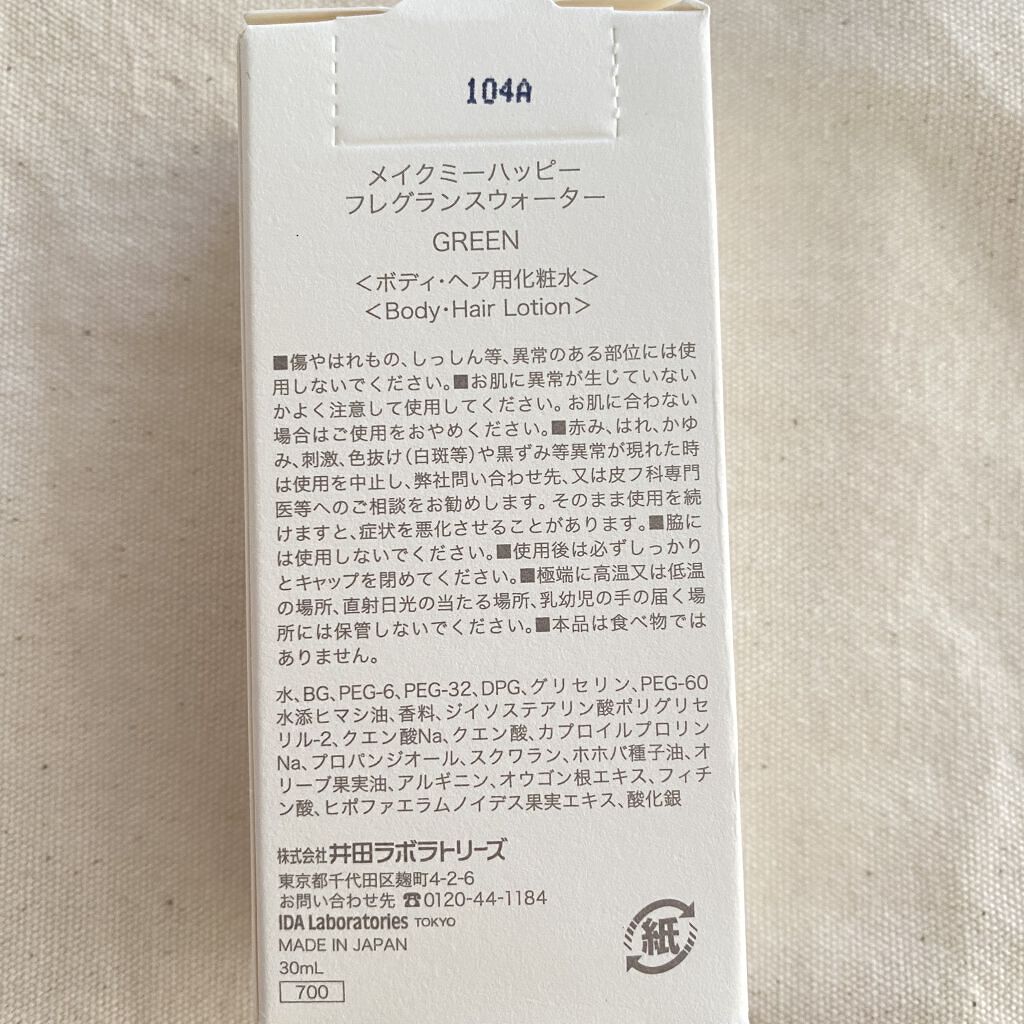 104A
メイクミーハッピー
フレグランスウォーター
GREEN
＜ボディ・ヘア用化粧水＞
＜Body・Hair Lotion＞
■傷やはれもの、しっしん等、異常のある部位には使
用しないでください。■お肌に異常が生じていない
かよく注意して使用してください。お肌に合わない
場合はご使用をおやめください。■赤み、はれ、かゆ
み、刺激、色抜け(白斑等)や黒ずみ等異常が現れた時
は使用を中止し、弊社問い合わせ先、又は皮フ科専門
医等へのご相談をお勧めします。そのまま使用を続
けますと、症状を悪化させることがあります。■脇に
は使用しないでください。■使用後は必ずしっかり
とキャップを閉めてください。■極端に高温又は低温
の場所、直射日光の当たる場所、乳幼児の手の届く場
所には保管しないでください。■本品は食べ物では
ありません。
水、BG、PEG-6、PEG-32、DPG、グリセリン、PEG-60
水添ヒマシ油、香料、ジイソステアリン酸ポリグリセ
リル-2、クエン酸Na、クエン酸、カプロイルプロリン
Na、プロパンジオール、スクワラン、ホホバ種子油、オ
リーブ果実油、アルギニン、オウゴン根エキス、フィチ
ン酸、ヒポファエラムノイデス果実エキス、酸化銀
株式会社 井田ラボラトリーズ
東京都千代田区麹町4-2-6
お問い合わせ先 ☎0120-44-1184
IDA Laboratories TOKYO
MADE IN JAPAN
30mL
700
紙